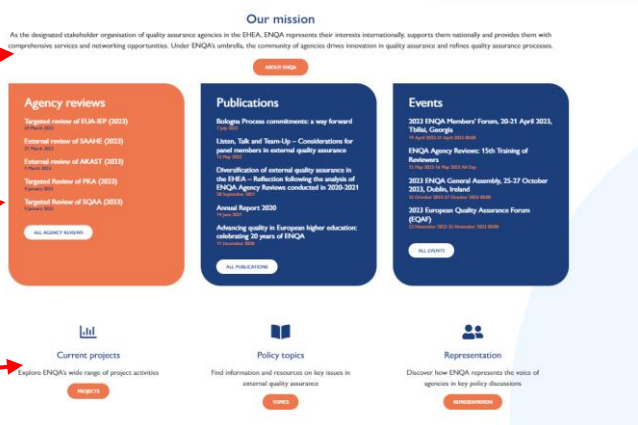 Our mission
As the designated stakeholder organisation of quality assurance agencies in the EHEA, ENQA represents their interests internationally, supports them nationally and provides them with
comprehensive services and networking opportunities. Under ENQA's umbrella, the community of agencies drives innovation in quality assurance and refines quality assurance processes.
ABOUT ENQA
Agency reviews
Targeted review of EUA-IEP (2023)
External review of SAAHE (2023)
External review of AKAST (2023)
Targeted Review of PKA (2023)
Targeted Review of SQAA (2023)
ALL AGENCY REVIEWS
Publications
Bologna Process commitments: a way forward
Listen, Talk and Team-Up – Considerations for
panel members in external quality assurance
Diversification of external quality assurance in
the EHEA – Reflection following the analysis of
ENQA Agency Reviews conducted in 2020-2021
Annual Report 2020
Advancing quality in European higher education:
celebrating 20 years of ENQA
ALL PUBLICATIONS
Events
2023 ENQA Members' Forum, 20-21 April 2023,
Tbilisi, Georgia
ENQA Agency Reviews: 15th Training of
Reviewers
2023 ENQA General Assembly, 25-27 October
2023, Dublin, Ireland
2023 European Quality Assurance Forum
(EQAF)
ALL EVENTS
Current projects
Explore ENQA's wide range of project activities
PROJECTS
Policy topics
Find information and resources on key issues in
external quality assurance
TOPICS
Representation
Discover how ENQA represents the voice of
agencies in key policy discussions
REPRESENTATION